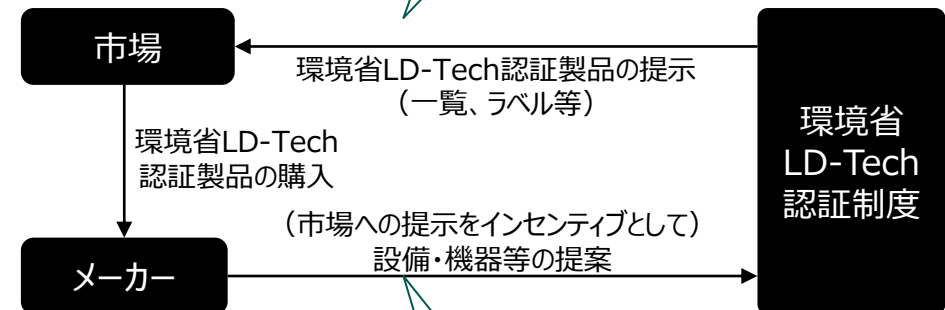 市場
環境省LD-Tech認証製品の提示
（一覧、ラベル等）
環境省LD-Tech
認証製品の購入
環境省
LD-Tech
認証制度
（市場への提示をインセンティブとして）
設備・機器等の提案
メーカー